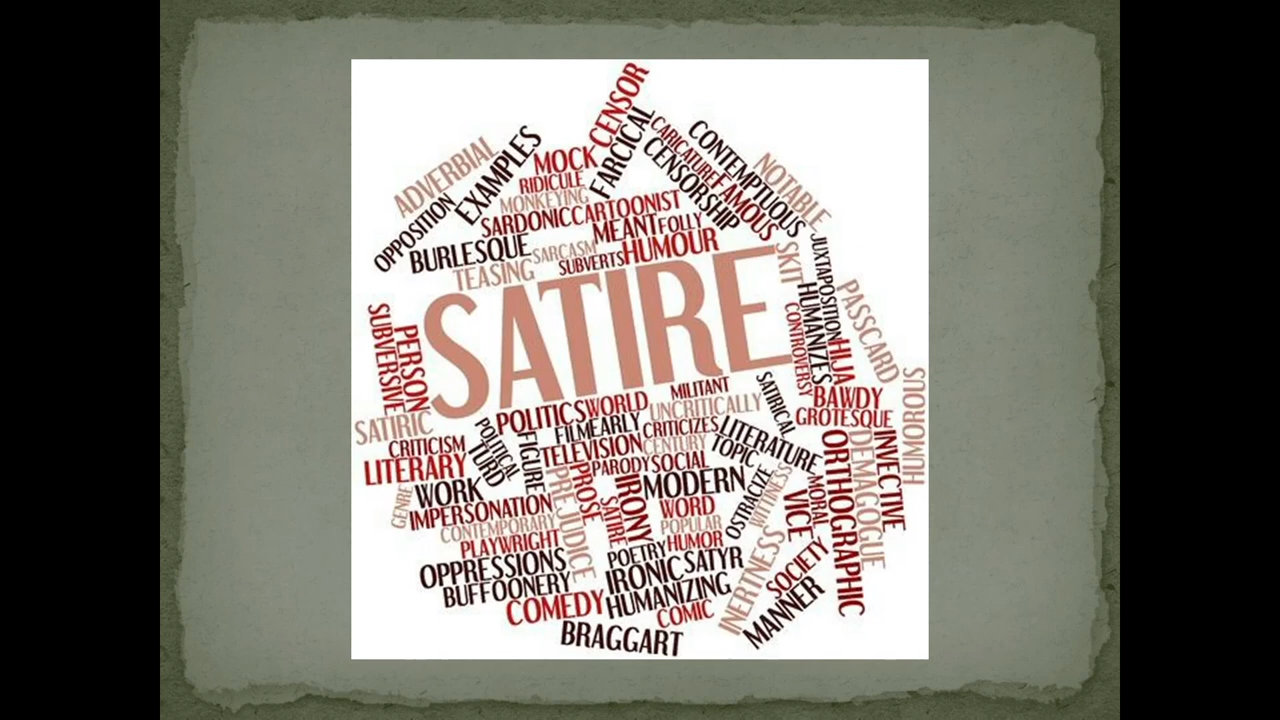 CENSOR
FARCICAL
CARICATURE
CONTEMPTUOUS
NOTABLE
ADVERBIAL
EXAMPLES
OPPOSITION
MOCK
RIDICULE
MONKEYING
CENSORSHIP
FAMOUS
SARDONIC
CARTOONIST
MEANT
FOLLY
BURLESQUE
SARCASM
HUMOUR
TEASING
SUBVERTS
SKIT
JUXTAPOSITION
SATIRE
HUMANIZES
PASSCARD
SUBVERSIVE
PERSON
CONTROVERSY
HIJA
HUMOROUS
MILITANT
SATIRICAL
BAWDY
POLITICS
WORLD
UNCRITICALLY
GROTESQUE
SATIRIC
FILM
EARLY
CRITICIZES
LITERATURE
CRITICISM
POLITICAL
TURD
FIGURE
TELEVISION
CENTURY
TOPIC
LITERARY
PARODY
SOCIAL
ORTHOGRAPHIC
DEMAGOGUE
INVECTIVE
GENRE
WORK
PREJUDICE
PROSE
IRONY
MODERN
OSTRACIZE
WITTINESS
VICE
MORAL
IMPERSONATION
SATIRE
WORD
CONTEMPORARY
POPULAR
PLAYWRIGHT
HUMOR
OPPRESSIONS
POETRY
SATYR
BUFFOONERY
IRONIC
INERTNESS
SOCIETY
COMEDY
HUMANIZING
MANNER
COMIC
BRAGGART